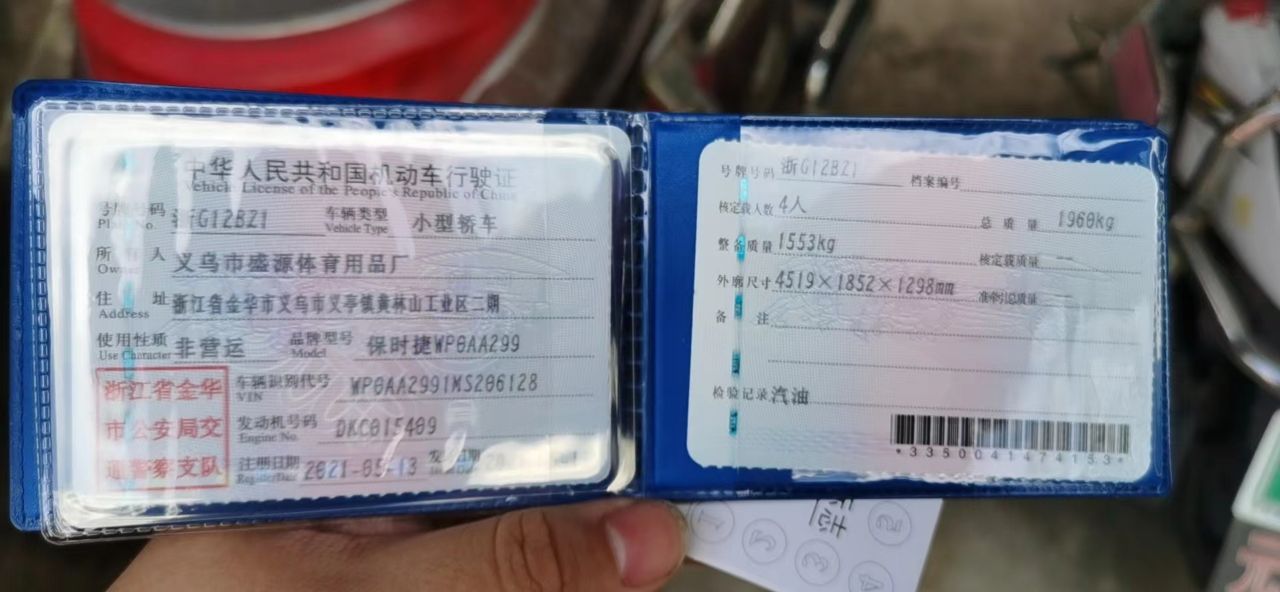 中华人民共和国机动车行驶证
Vehicle License of the People's Republic of China
号牌号码 浙G12BZ1 车辆类型 小型轿车
Plate No. Vehicle Type
所有人 义乌市盛源体育用品厂
Owner
住址 浙江省金华市义乌市义亭镇黄林山工业区二期
Address
使用性质 非营运 品牌型号 保时捷WP0AA299
Use Character Model
浙江省金华
市公安局交
通警察支队
车辆识别代号 WP0AA2991MS206128
VIN
发动机号码 DKC015409
Engine No.
注册日期 2021-05-13 发证日期
Register Date
号牌号码 浙G12BZ1 档案编号
核定载人数 4人 总质量 1960kg
整备质量 1553kg 核定载质量 --
外廓尺寸 4519×1852×1298mm 准牵引总质量 --
备注
检验记录 汽油
*3350041474153*
1
5
3
4
2
元